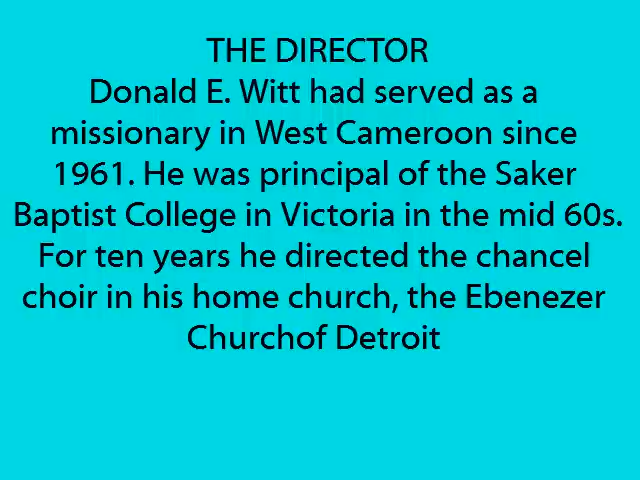 THE DIRECTOR
Donald E. Witt had served as a
missionary in West Cameroon since
1961. He was principal of the Saker
Baptist College in Victoria in the mid 60s.
For ten years he directed the chancel
choir in his home church, the Ebenezer
Churchof Detroit